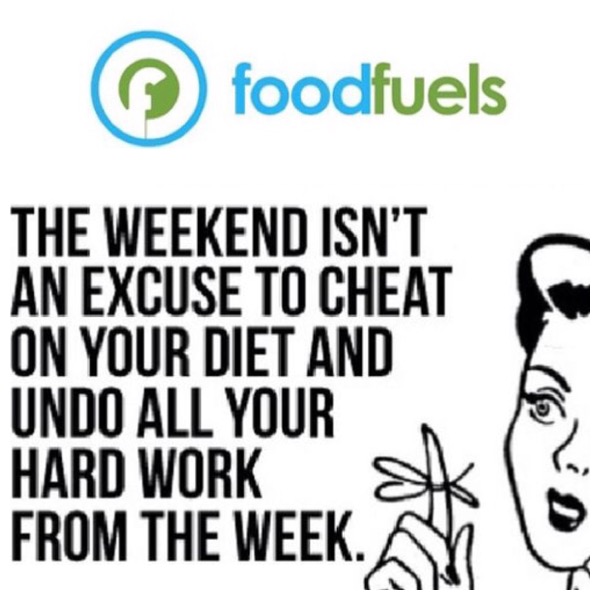 foodfuels
THE WEEKEND ISN'T
AN EXCUSE TO CHEAT
ON YOUR DIET AND
UNDO ALL YOUR
HARD WORK
FROM THE WEEK.